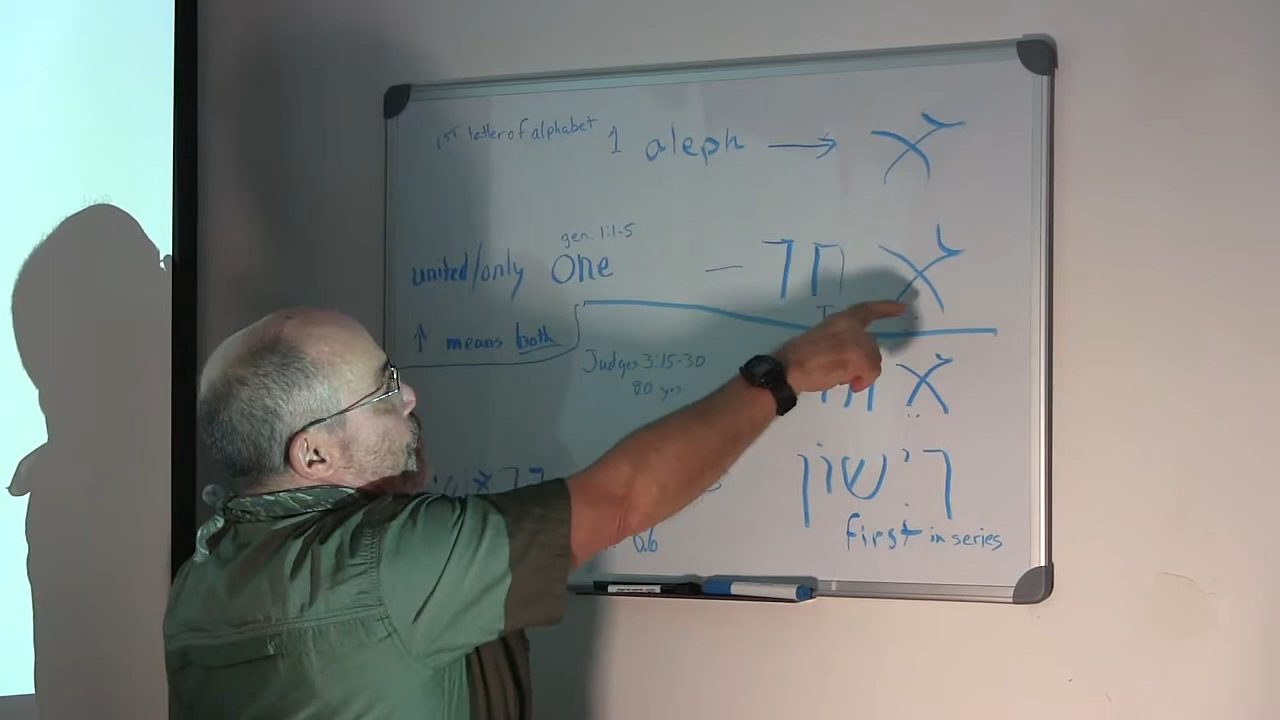 1ST letter of alphabet 1 aleph → א
gen. 1:1-5
united/only One – אחד
↑ means both
Judges 3:15-30
80 yrs
ראישון
first in series